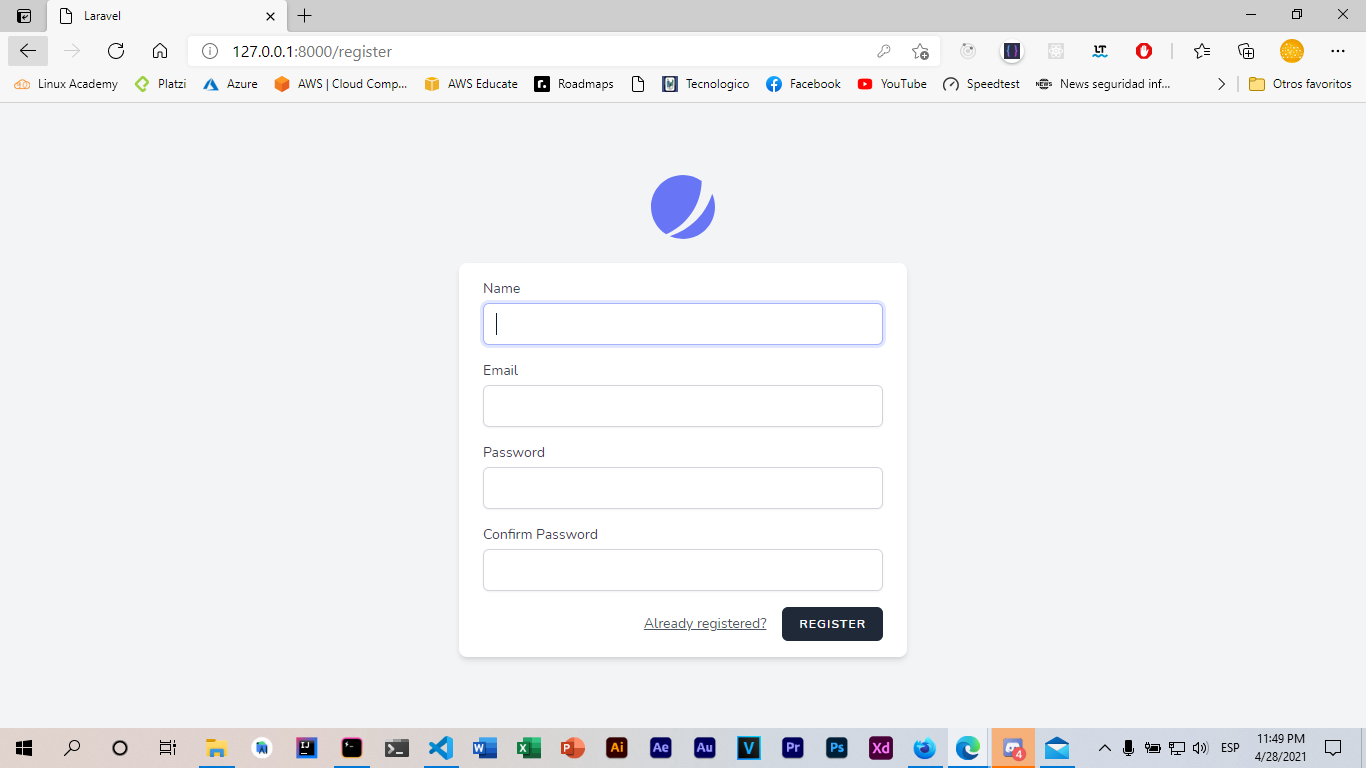 Laravel
127.0.0.1:8000/register
Linux Academy
Platzi
Azure
AWS | Cloud Comp...
AWS Educate
Roadmaps
Tecnologico
Facebook
YouTube
Speedtest
News seguridad inf...
Otros favoritos
Name
Email
Password
Confirm Password
Already registered?
REGISTER
Ai
Ae
Au
V
Pr
Ps
Xd
4
ESP
11:49 PM
4/28/2021